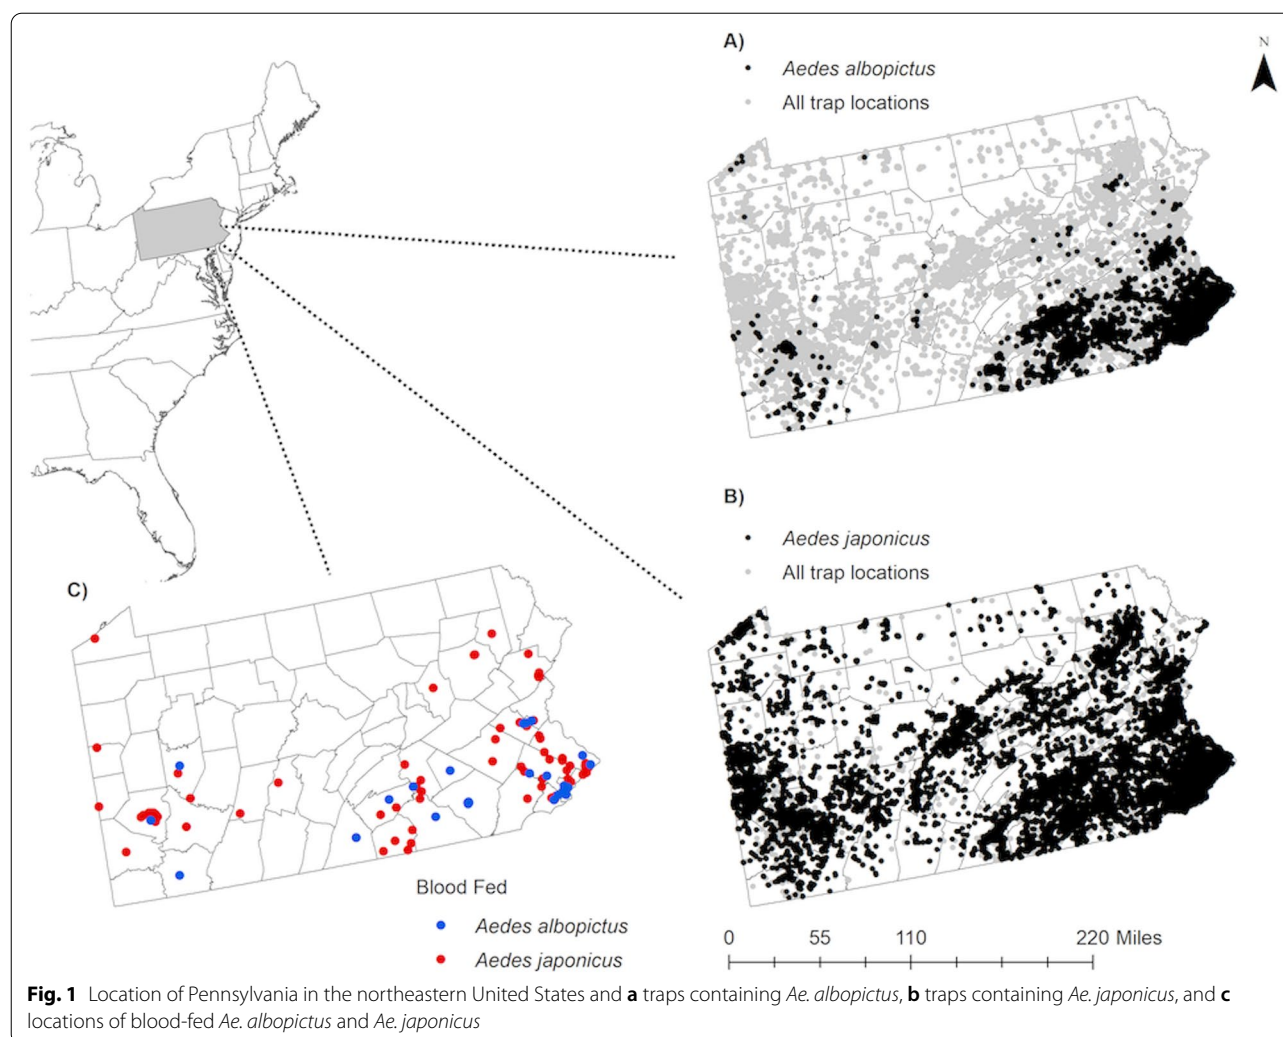 A)
N
Aedes albopictus
All trap locations
B)
Aedes japonicus
All trap locations
C)
Blood Fed
Aedes albopictus
Aedes japonicus
0 55 110 220 Miles
Fig. 1 Location of Pennsylvania in the northeastern United States and a traps containing Ae. albopictus, b traps containing Ae. japonicus, and c
locations of blood-fed Ae. albopictus and Ae. japonicus